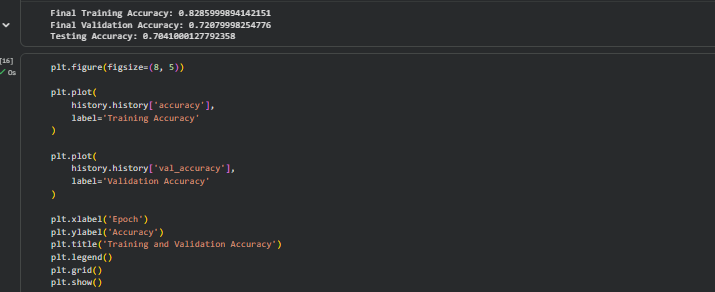 Final Training Accuracy: 0.8285999894142151
Final Validation Accuracy: 0.72079998254776
Testing Accuracy: 0.7041000127792358
[16]
✓ 0s
plt.figure(figsize=(8, 5))
plt.plot(
    history.history['accuracy'],
    label='Training Accuracy'
)
plt.plot(
    history.history['val_accuracy'],
    label='Validation Accuracy'
)
plt.xlabel('Epoch')
plt.ylabel('Accuracy')
plt.title('Training and Validation Accuracy')
plt.legend()
plt.grid()
plt.show()